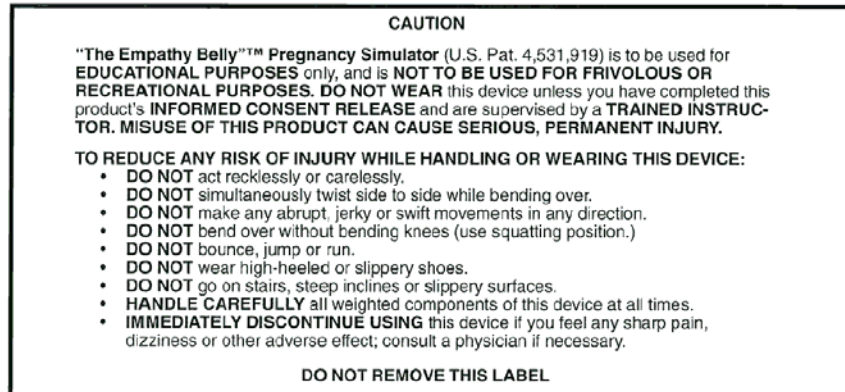 CAUTION
"The Empathy Belly"™ Pregnancy Simulator (U.S. Pat. 4,531,919) is to be used for
EDUCATIONAL PURPOSES only, and is NOT TO BE USED FOR FRIVOLOUS OR
RECREATIONAL PURPOSES. DO NOT WEAR this device unless you have completed this
product's INFORMED CONSENT RELEASE and are supervised by a TRAINED INSTRUC-
TOR. MISUSE OF THIS PRODUCT CAN CAUSE SERIOUS, PERMANENT INJURY.
TO REDUCE ANY RISK OF INJURY WHILE HANDLING OR WEARING THIS DEVICE:
• DO NOT act recklessly or carelessly.
• DO NOT simultaneously twist side to side while bending over.
• DO NOT make any abrupt, jerky or swift movements in any direction.
• DO NOT bend over without bending knees (use squatting position.)
• DO NOT bounce, jump or run.
• DO NOT wear high-heeled or slippery shoes.
• DO NOT go on stairs, steep inclines or slippery surfaces.
• HANDLE CAREFULLY all weighted components of this device at all times.
• IMMEDIATELY DISCONTINUE USING this device if you feel any sharp pain,
dizziness or other adverse effect; consult a physician if necessary.
DO NOT REMOVE THIS LABEL